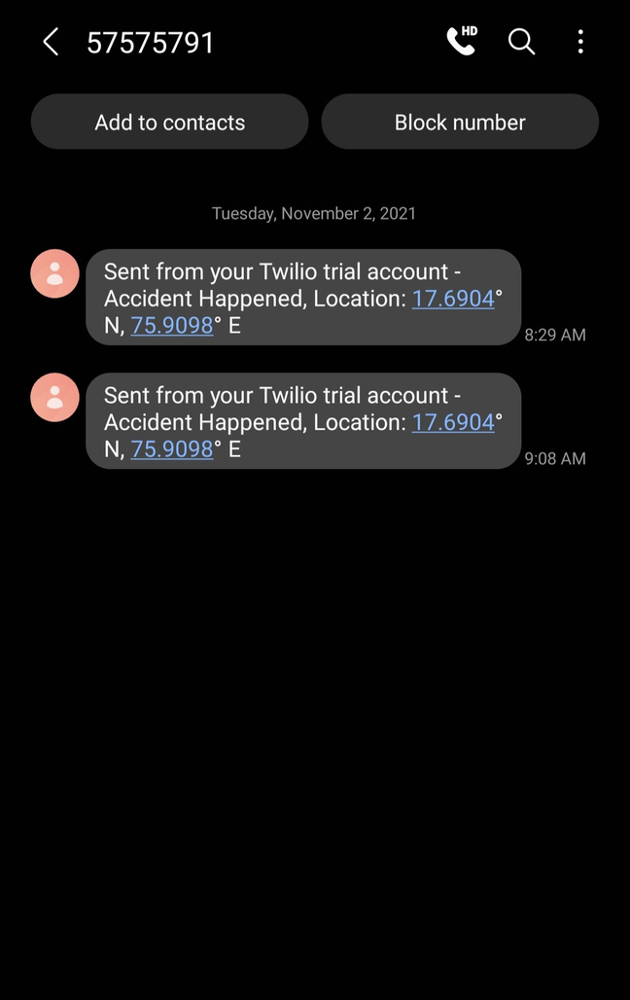 57575791
HD
Add to contacts
Block number
Tuesday, November 2, 2021
Sent from your Twilio trial account -
Accident Happened, Location: 17.6904°
N, 75.9098° E
8:29 AM
Sent from your Twilio trial account -
Accident Happened, Location: 17.6904°
N, 75.9098° E
9:08 AM